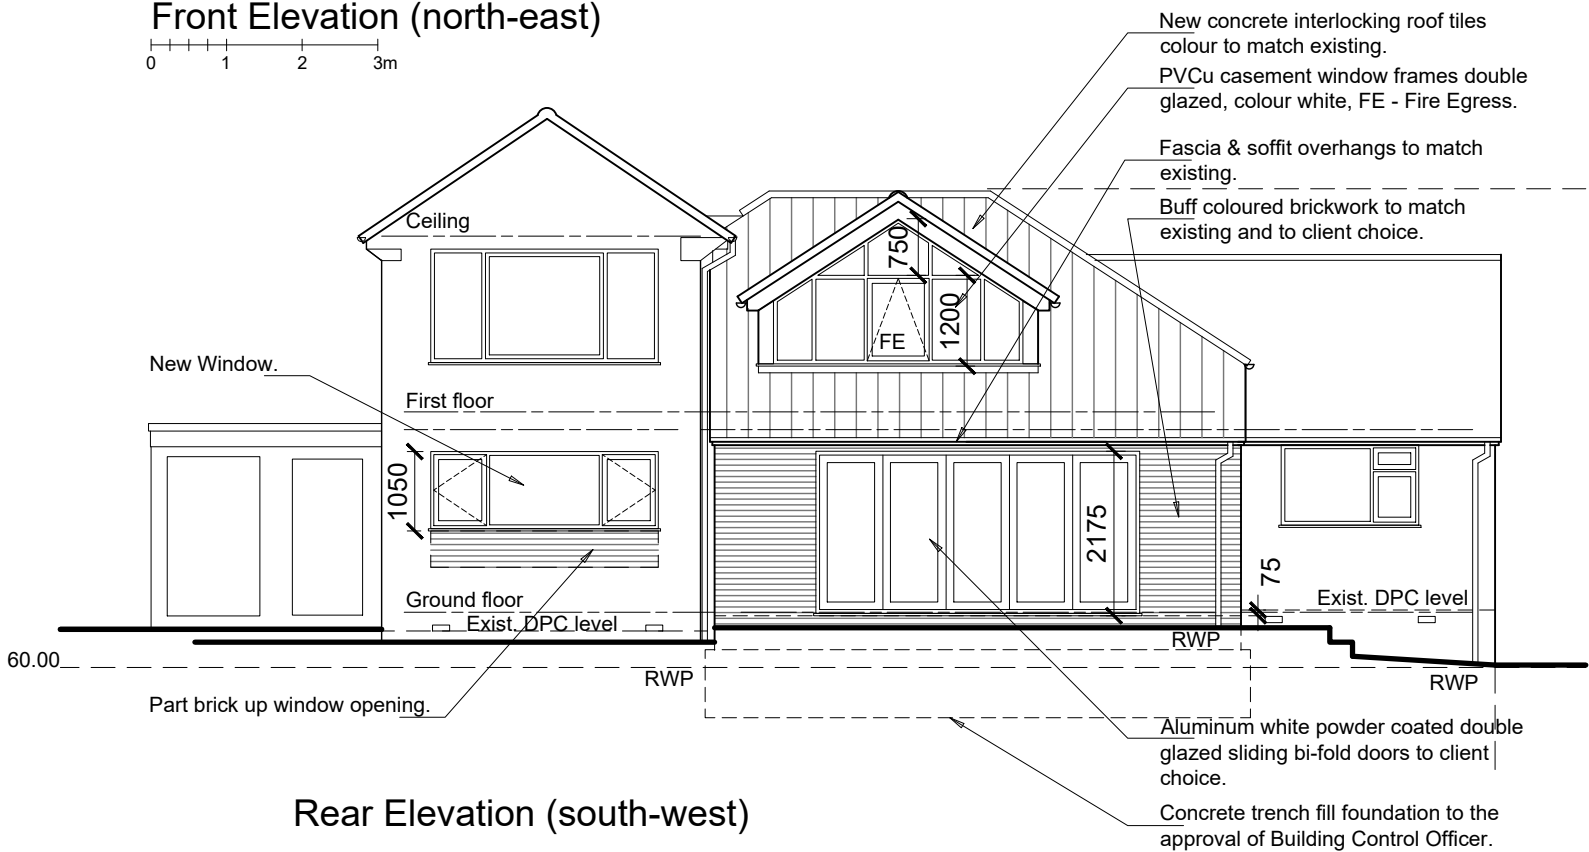 Front Elevation (north-east)
0 1 2 3m
New concrete interlocking roof tiles
colour to match existing.
PVCu casement window frames double
glazed, colour white, FE - Fire Egress.
Fascia & soffit overhangs to match
existing.
Buff coloured brickwork to match
existing and to client choice.
Ceiling
750
1200
FE
New Window.
First floor
1050
2175
75
Ground floor
Exist. DPC level
Exist. DPC level
60.00
RWP
RWP
RWP
Part brick up window opening.
Aluminum white powder coated double
glazed sliding bi-fold doors to client
choice.
Rear Elevation (south-west)
Concrete trench fill foundation to the
approval of Building Control Officer.